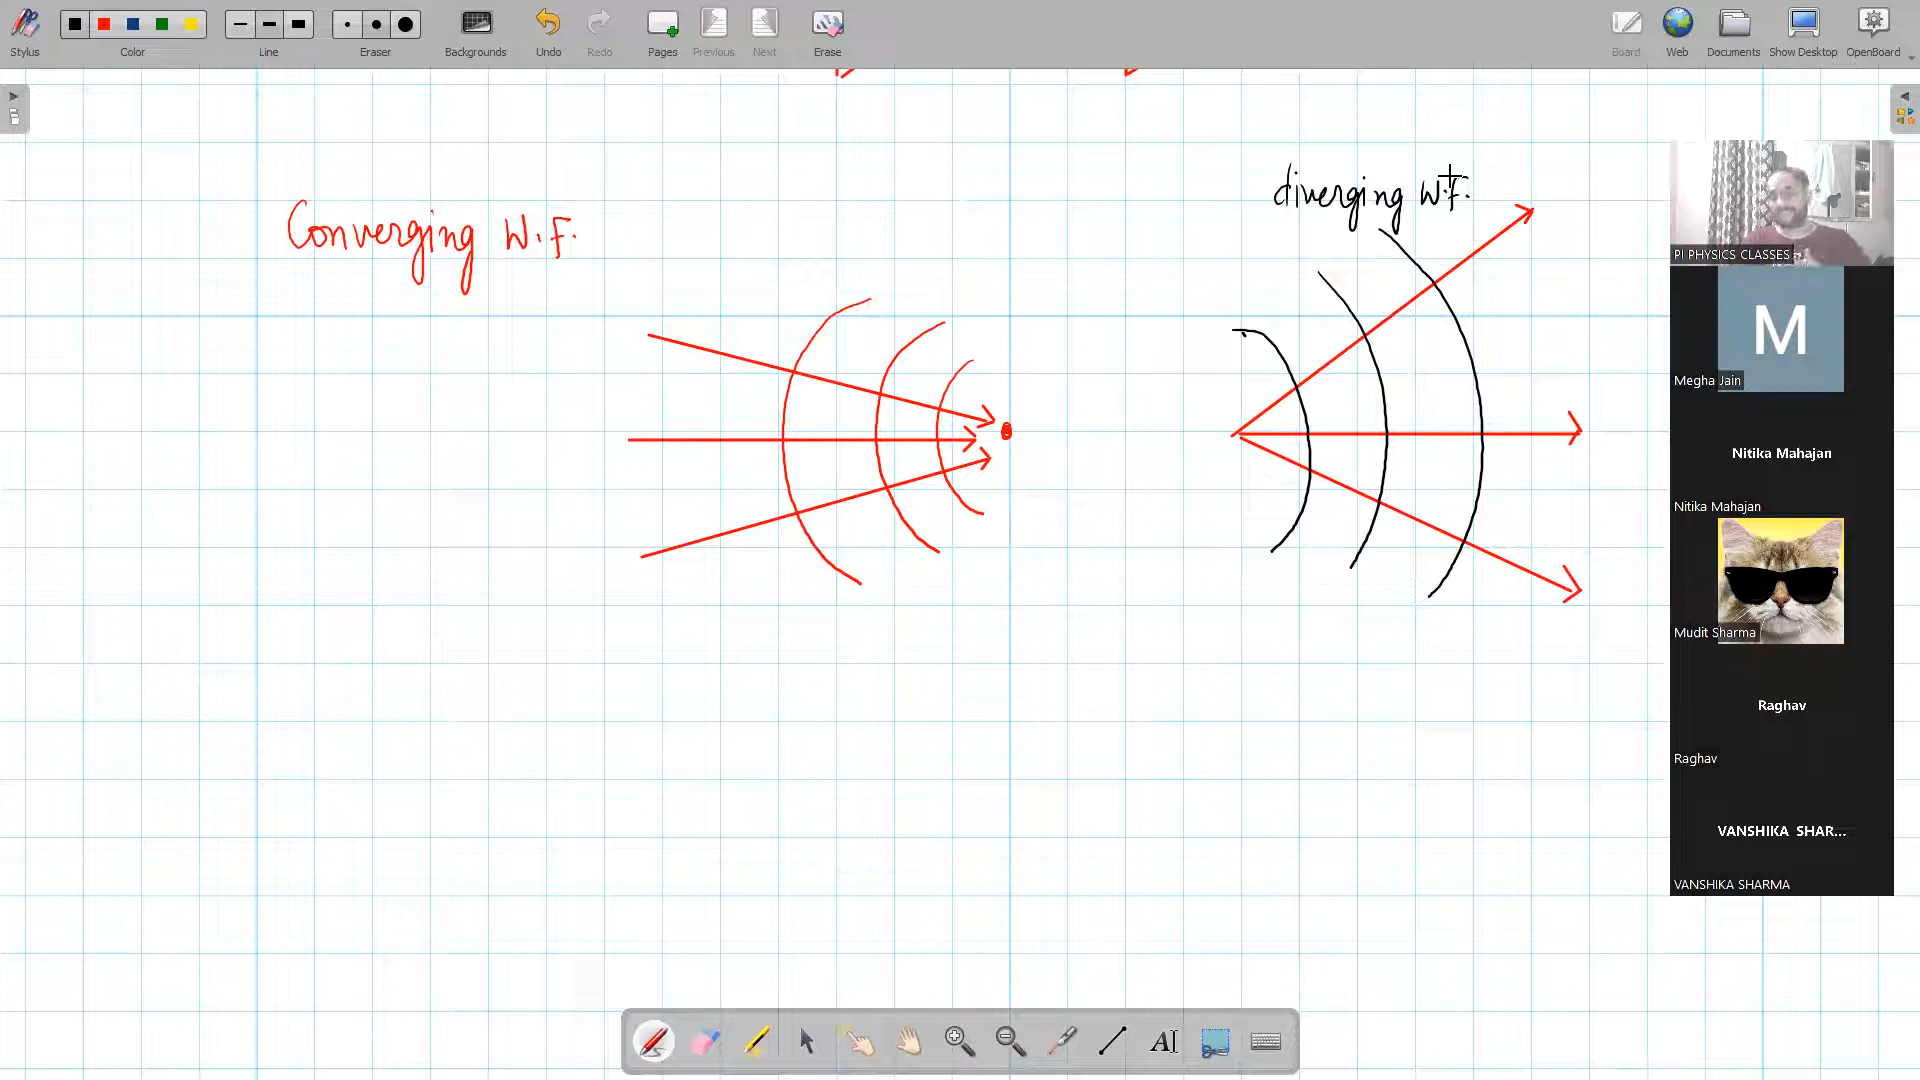 Stylus
Color
Line
Eraser
Backgrounds
Undo
Redo
Pages
Previous
Next
Erase
Board
Web
Documents
Show Desktop
OpenBoard
Converging W.F.
diverging W.F.
PI PHYSICS CLASSES
M
Megha Jain
Nitika Mahajan
Nitika Mahajan
Mudit Sharma
Raghav
Raghav
VANSHIKA SHAR...
VANSHIKA SHARMA
AI